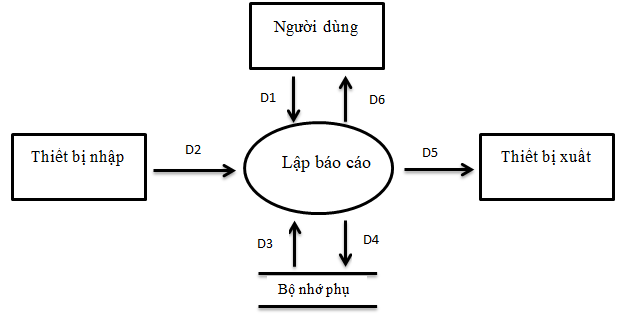 Người dùng
D1
D6
Thiết bị nhập
D2
Lập báo cáo
D5
Thiết bị xuất
D3
D4
Bộ nhớ phụ